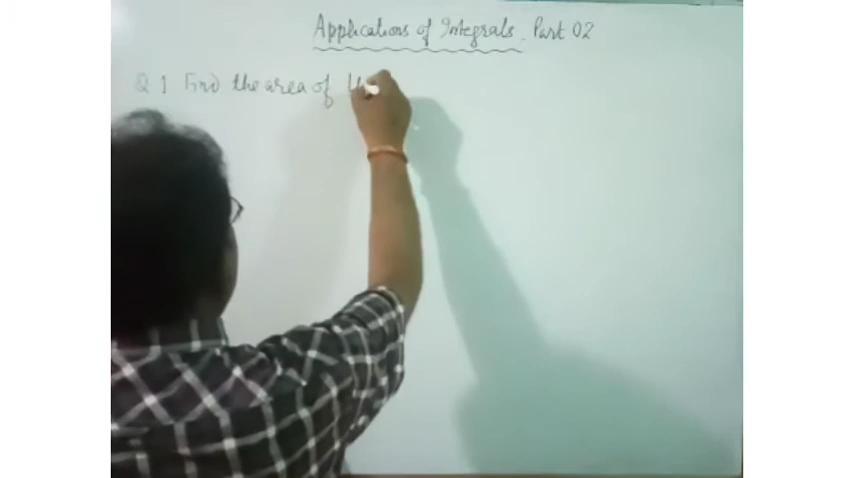 Applications of Integrals. Part 02
Q 1 Find the area of